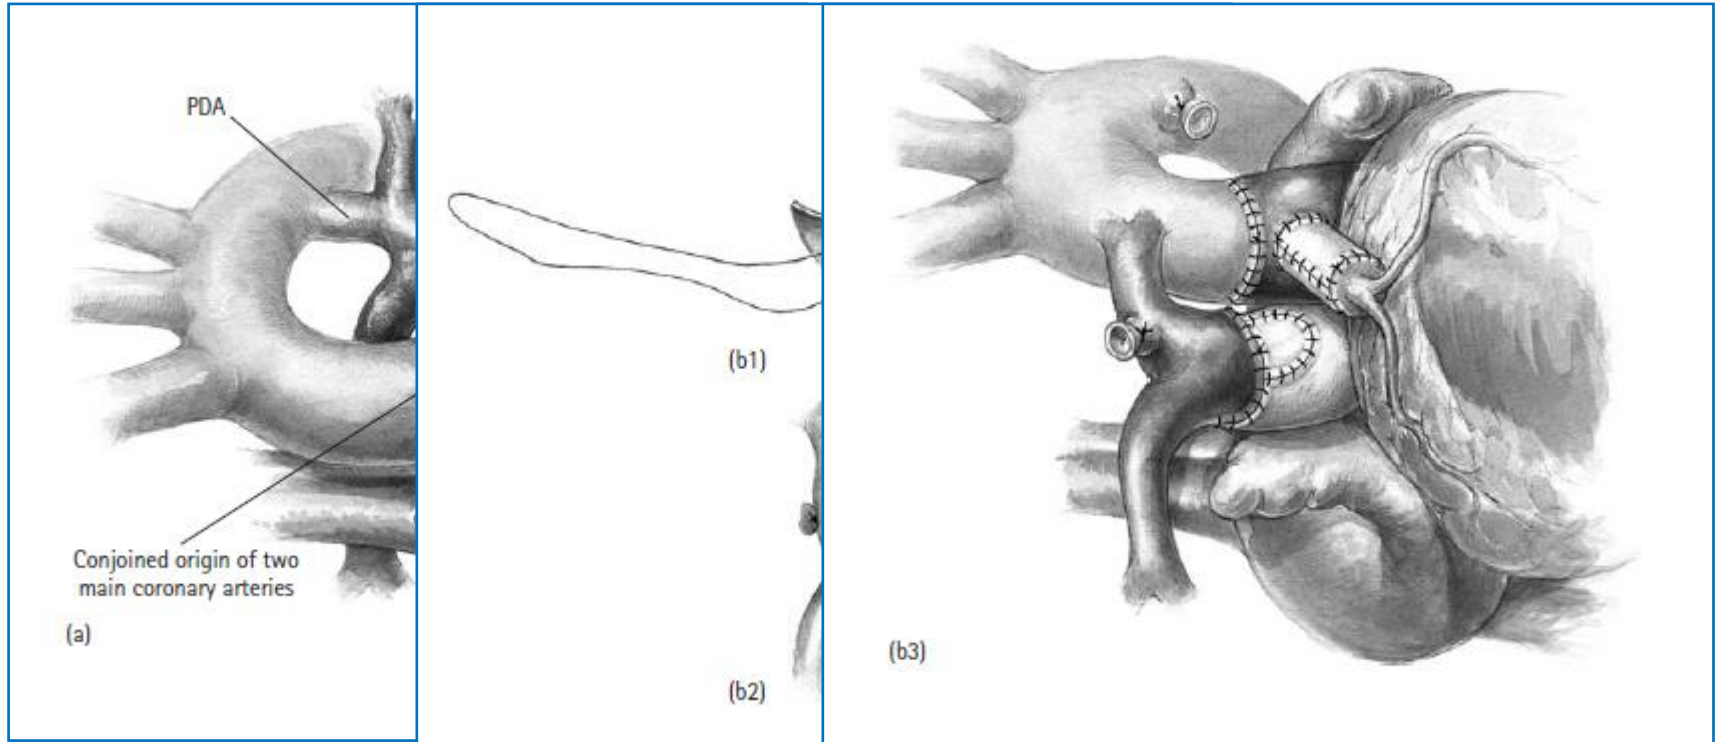 PDA
Conjoined origin of two
main coronary arteries
(a)
(b1)
(b2)
(b3)